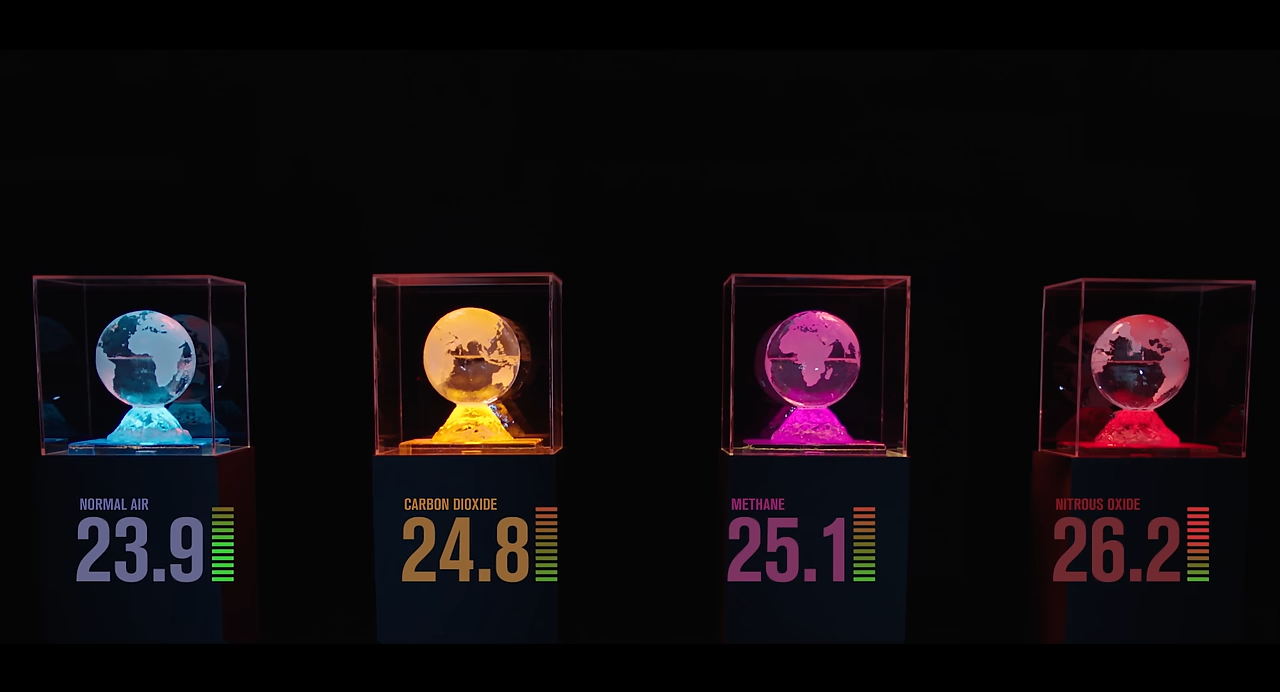 NORMAL AIR
23.9
CARBON DIOXIDE
24.8
METHANE
25.1
NITROUS OXIDE
26.2